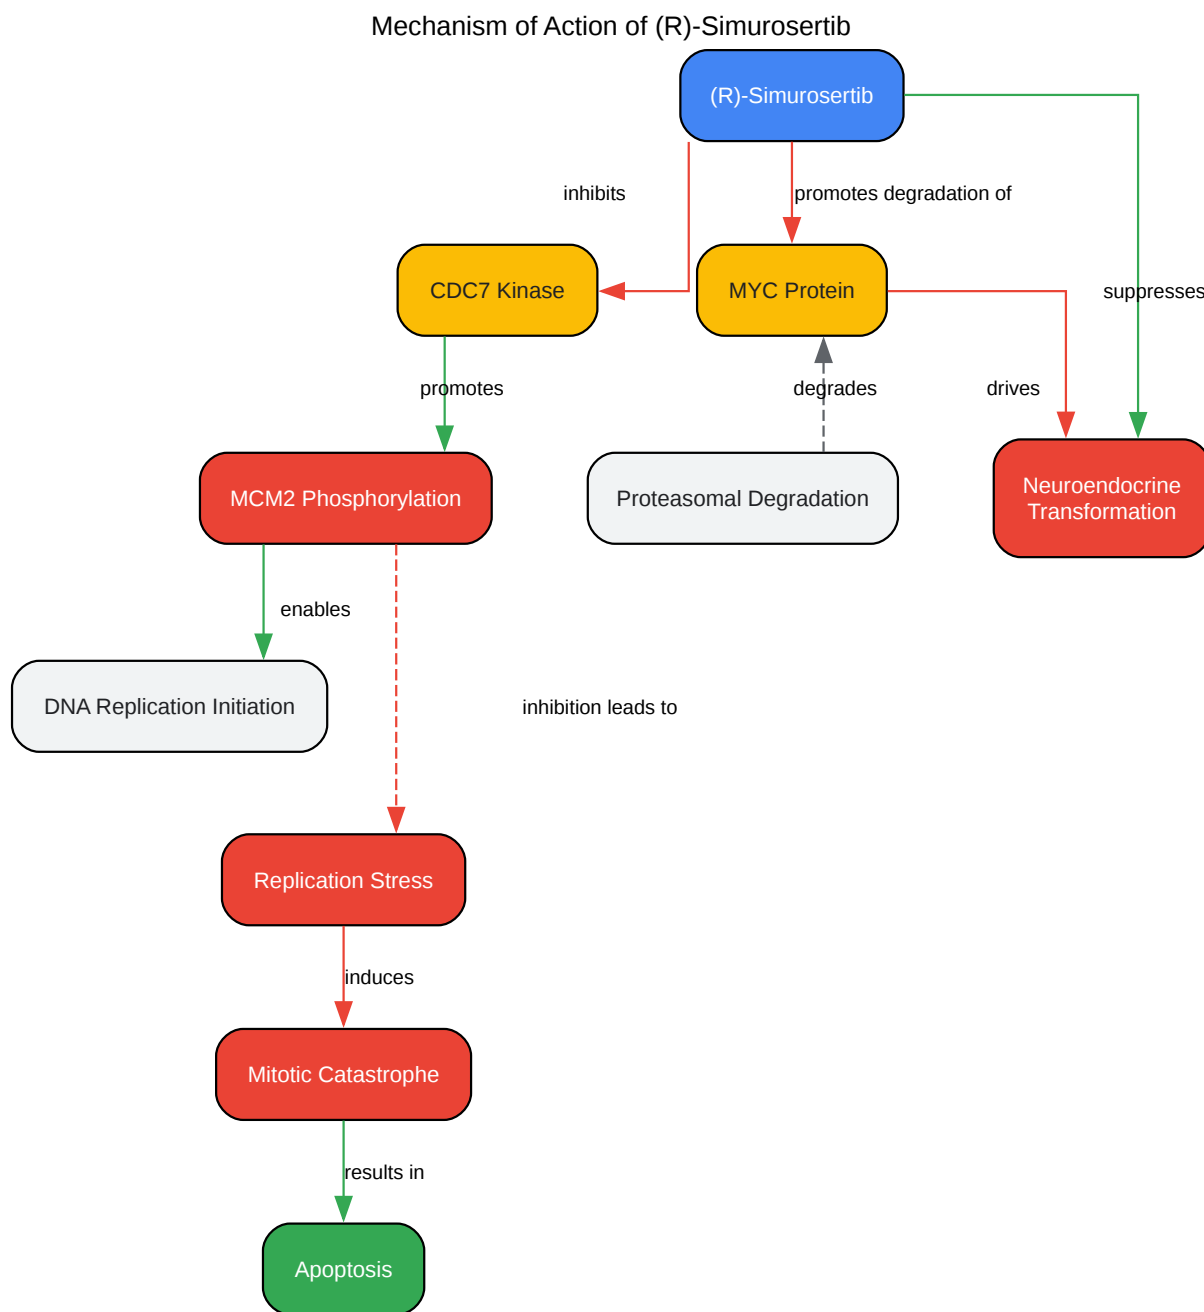 Mechanism of Action of (R)-Simurosertib
(R)-Simurosertib
inhibits
promotes degradation of
CDC7 Kinase
MYC Protein
suppresses
promotes
degrades
drives
MCM2 Phosphorylation
Proteasomal Degradation
Neuroendocrine
Transformation
enables
DNA Replication Initiation
inhibition leads to
Replication Stress
induces
Mitotic Catastrophe
results in
Apoptosis